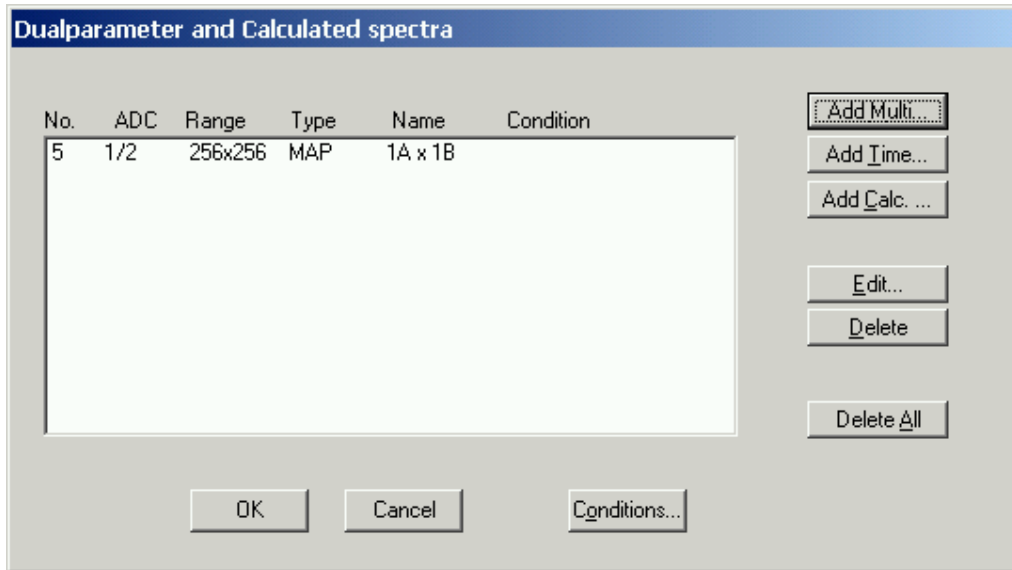 Dualparameter and Calculated spectra
No. ADC Range Type Name Condition
5 1/2 256x256 MAP 1A x 1B
Add Multi...
Add Time...
Add Calc. ...
Edit...
Delete
Delete All
OK Cancel Conditions...